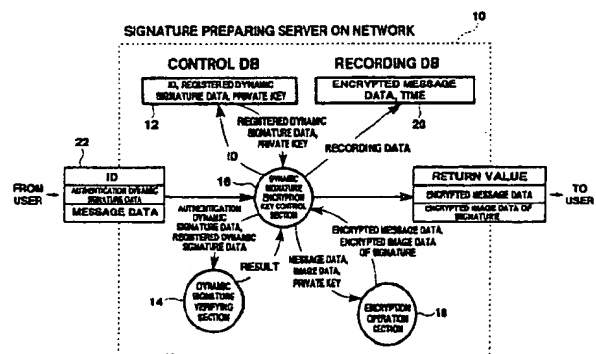 SIGNATURE PREPARING SERVER ON NETWORK
10
CONTROL DB
RECORDING DB
ID, REGISTERED DYNAMIC
SIGNATURE DATA, PRIVATE KEY
ENCRYPTED MESSAGE
DATA, TIME
12
20
REGISTERED DYNAMIC
SIGNATURE DATA,
PRIVATE KEY
ID
RECORDING DATA
22
16
FROM
USER
ID
AUTHENTICATION DYNAMIC
SIGNATURE DATA
MESSAGE DATA
DYNAMIC
SIGNATURE
ENCRYPTION
KEY CONTROL
SECTION
RETURN VALUE
ENCRYPTED MESSAGE DATA
ENCRYPTED IMAGE DATA OF
SIGNATURE
TO
USER
AUTHENTICATION
DYNAMIC
SIGNATURE DATA,
REGISTERED DYNAMIC
SIGNATURE DATA
RESULT
ENCRYPTED MESSAGE DATA,
ENCRYPTED IMAGE DATA
OF SIGNATURE
MESSAGE DATA,
IMAGE DATA,
PRIVATE KEY
14
DYNAMIC
SIGNATURE
VERIFYING
SECTION
ENCRYPTION
OPERATION
SECTION
18